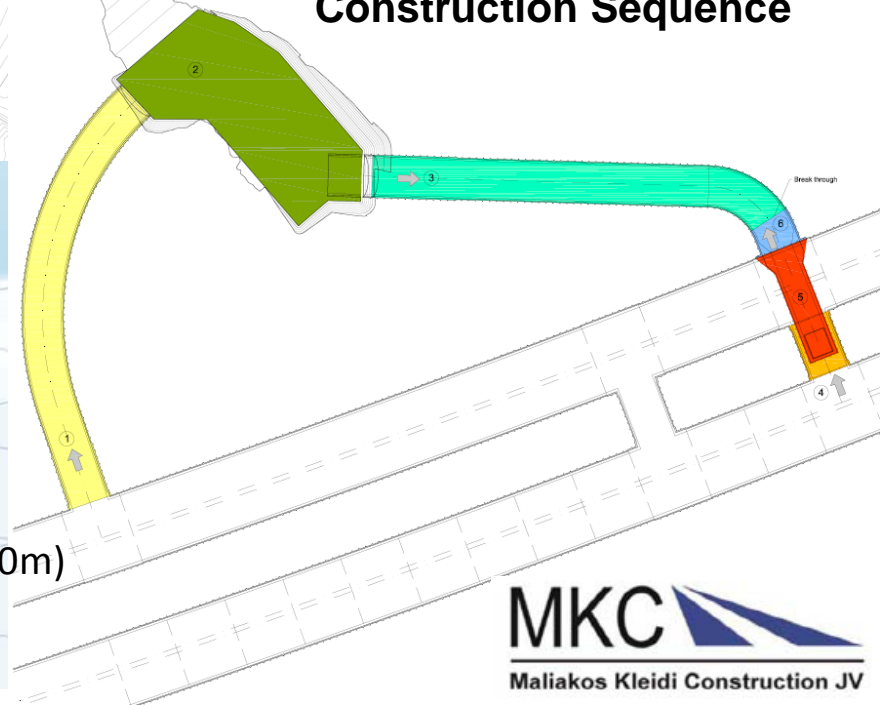 Construction Sequence
2
3
Break through
6
5
4
1
0m)
MKC
Maliakos Kleidi Construction JV